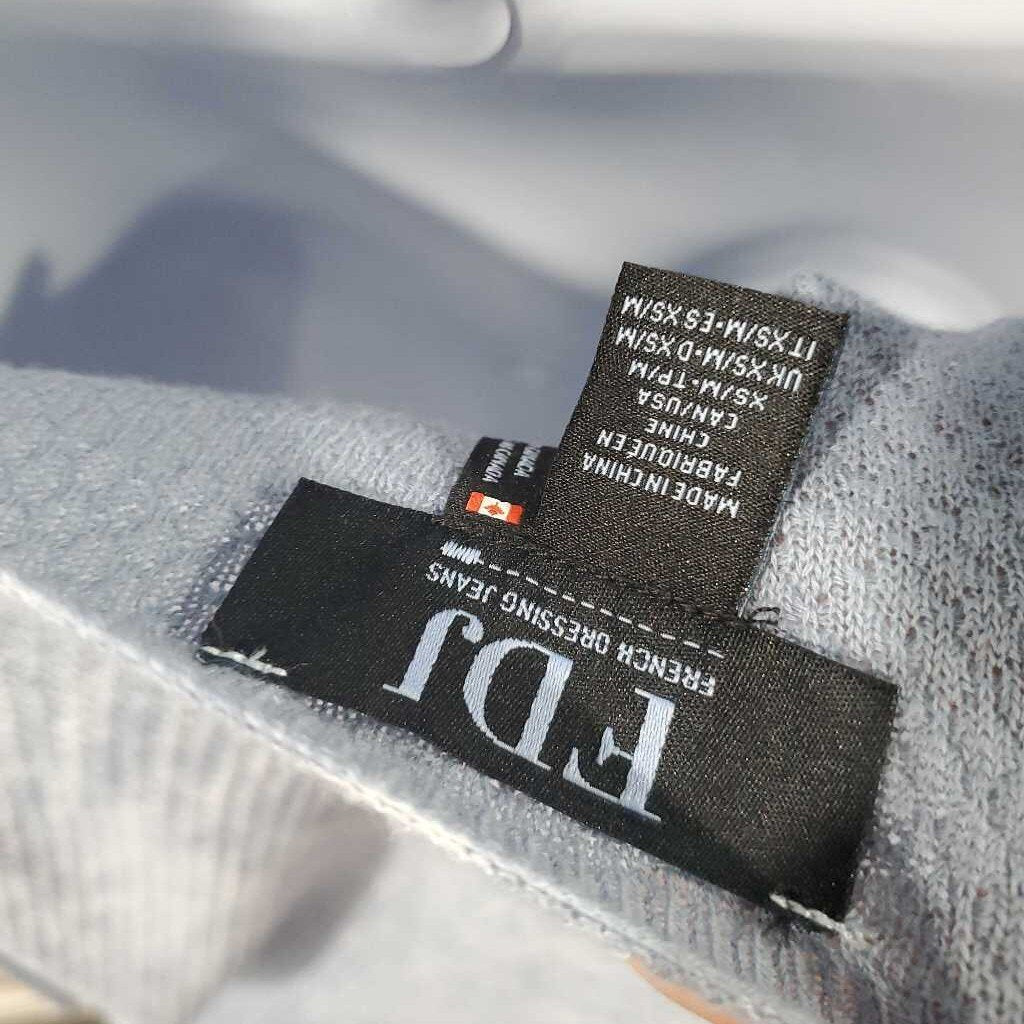 FDJ
FRENCH DRESSING JEANS
MADE IN CHINA
FABRIQUE EN
CHINE
CAN/USA
XS/M•TP/M
UK XS/M•D XS/M
IT XS/M•ES XS/M